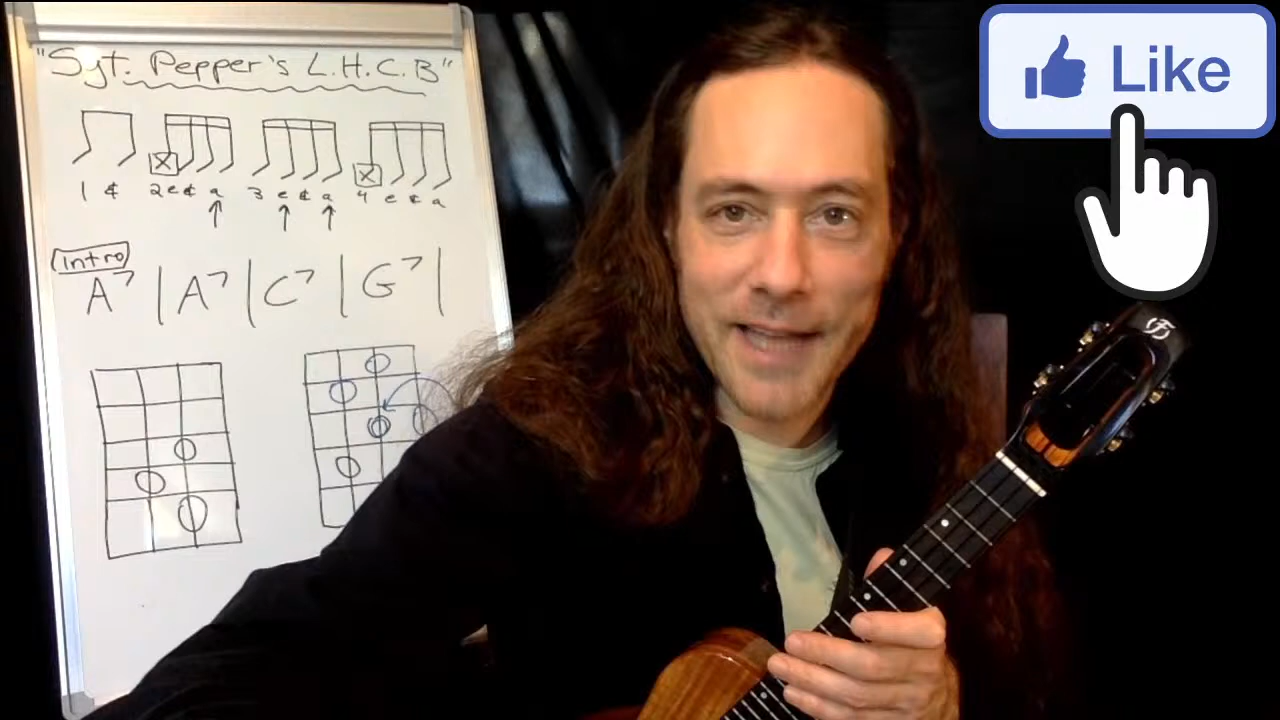 "Sgt. Pepper's L.H.C.B"
1 & 2 e & a 3 e & a 4 e & a
Intro
A7 | A7 | C7 | G7 |
Like